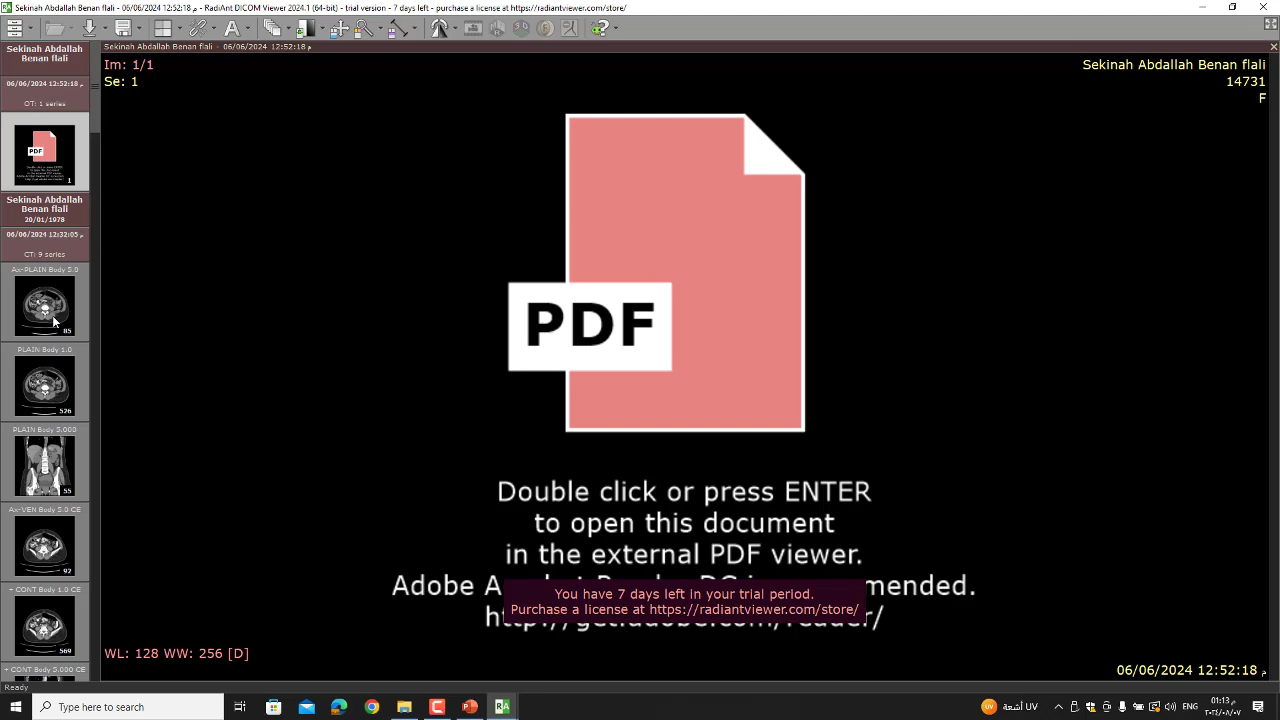 Sekinah Abdallah Benan flali - 06/06/2024 12:52:18 م - RadiAnt DICOM Viewer 2024.1 (64-bit) - trial version - 7 days left - purchase a license at https://radiantviewer.com/store/
Sekinah Abdallah
Benan flali
06/06/2024 12:52:18 م
OT: 1 series
PDF
1
Sekinah Abdallah
Benan flali
20/01/1978
06/06/2024 12:32:05 م
CT: 9 series
Ax-PLAIN Body 5.0
85
PLAIN Body 1.0
526
PLAIN 5.000
55
Ax-VEN Body 5.0 CE
92
+ CONT Body 1.0 CE
569
+ CONT Body 5.000 CE
Sekinah Abdallah Benan flali - 06/06/2024 12:52:18 م
Im: 1/1
Se: 1
Sekinah Abdallah Benan flali
14731
F
PDF
Double click or press ENTER
to open this document
in the external PDF viewer.
You have 7 days left in your trial period.
Purchase a license at https://radiantviewer.com/store/
WL: 128 WW: 256 [D]
06/06/2024 12:52:18 م
Ready
Type here to search
UV أشعة UV
ENG
01:13 م